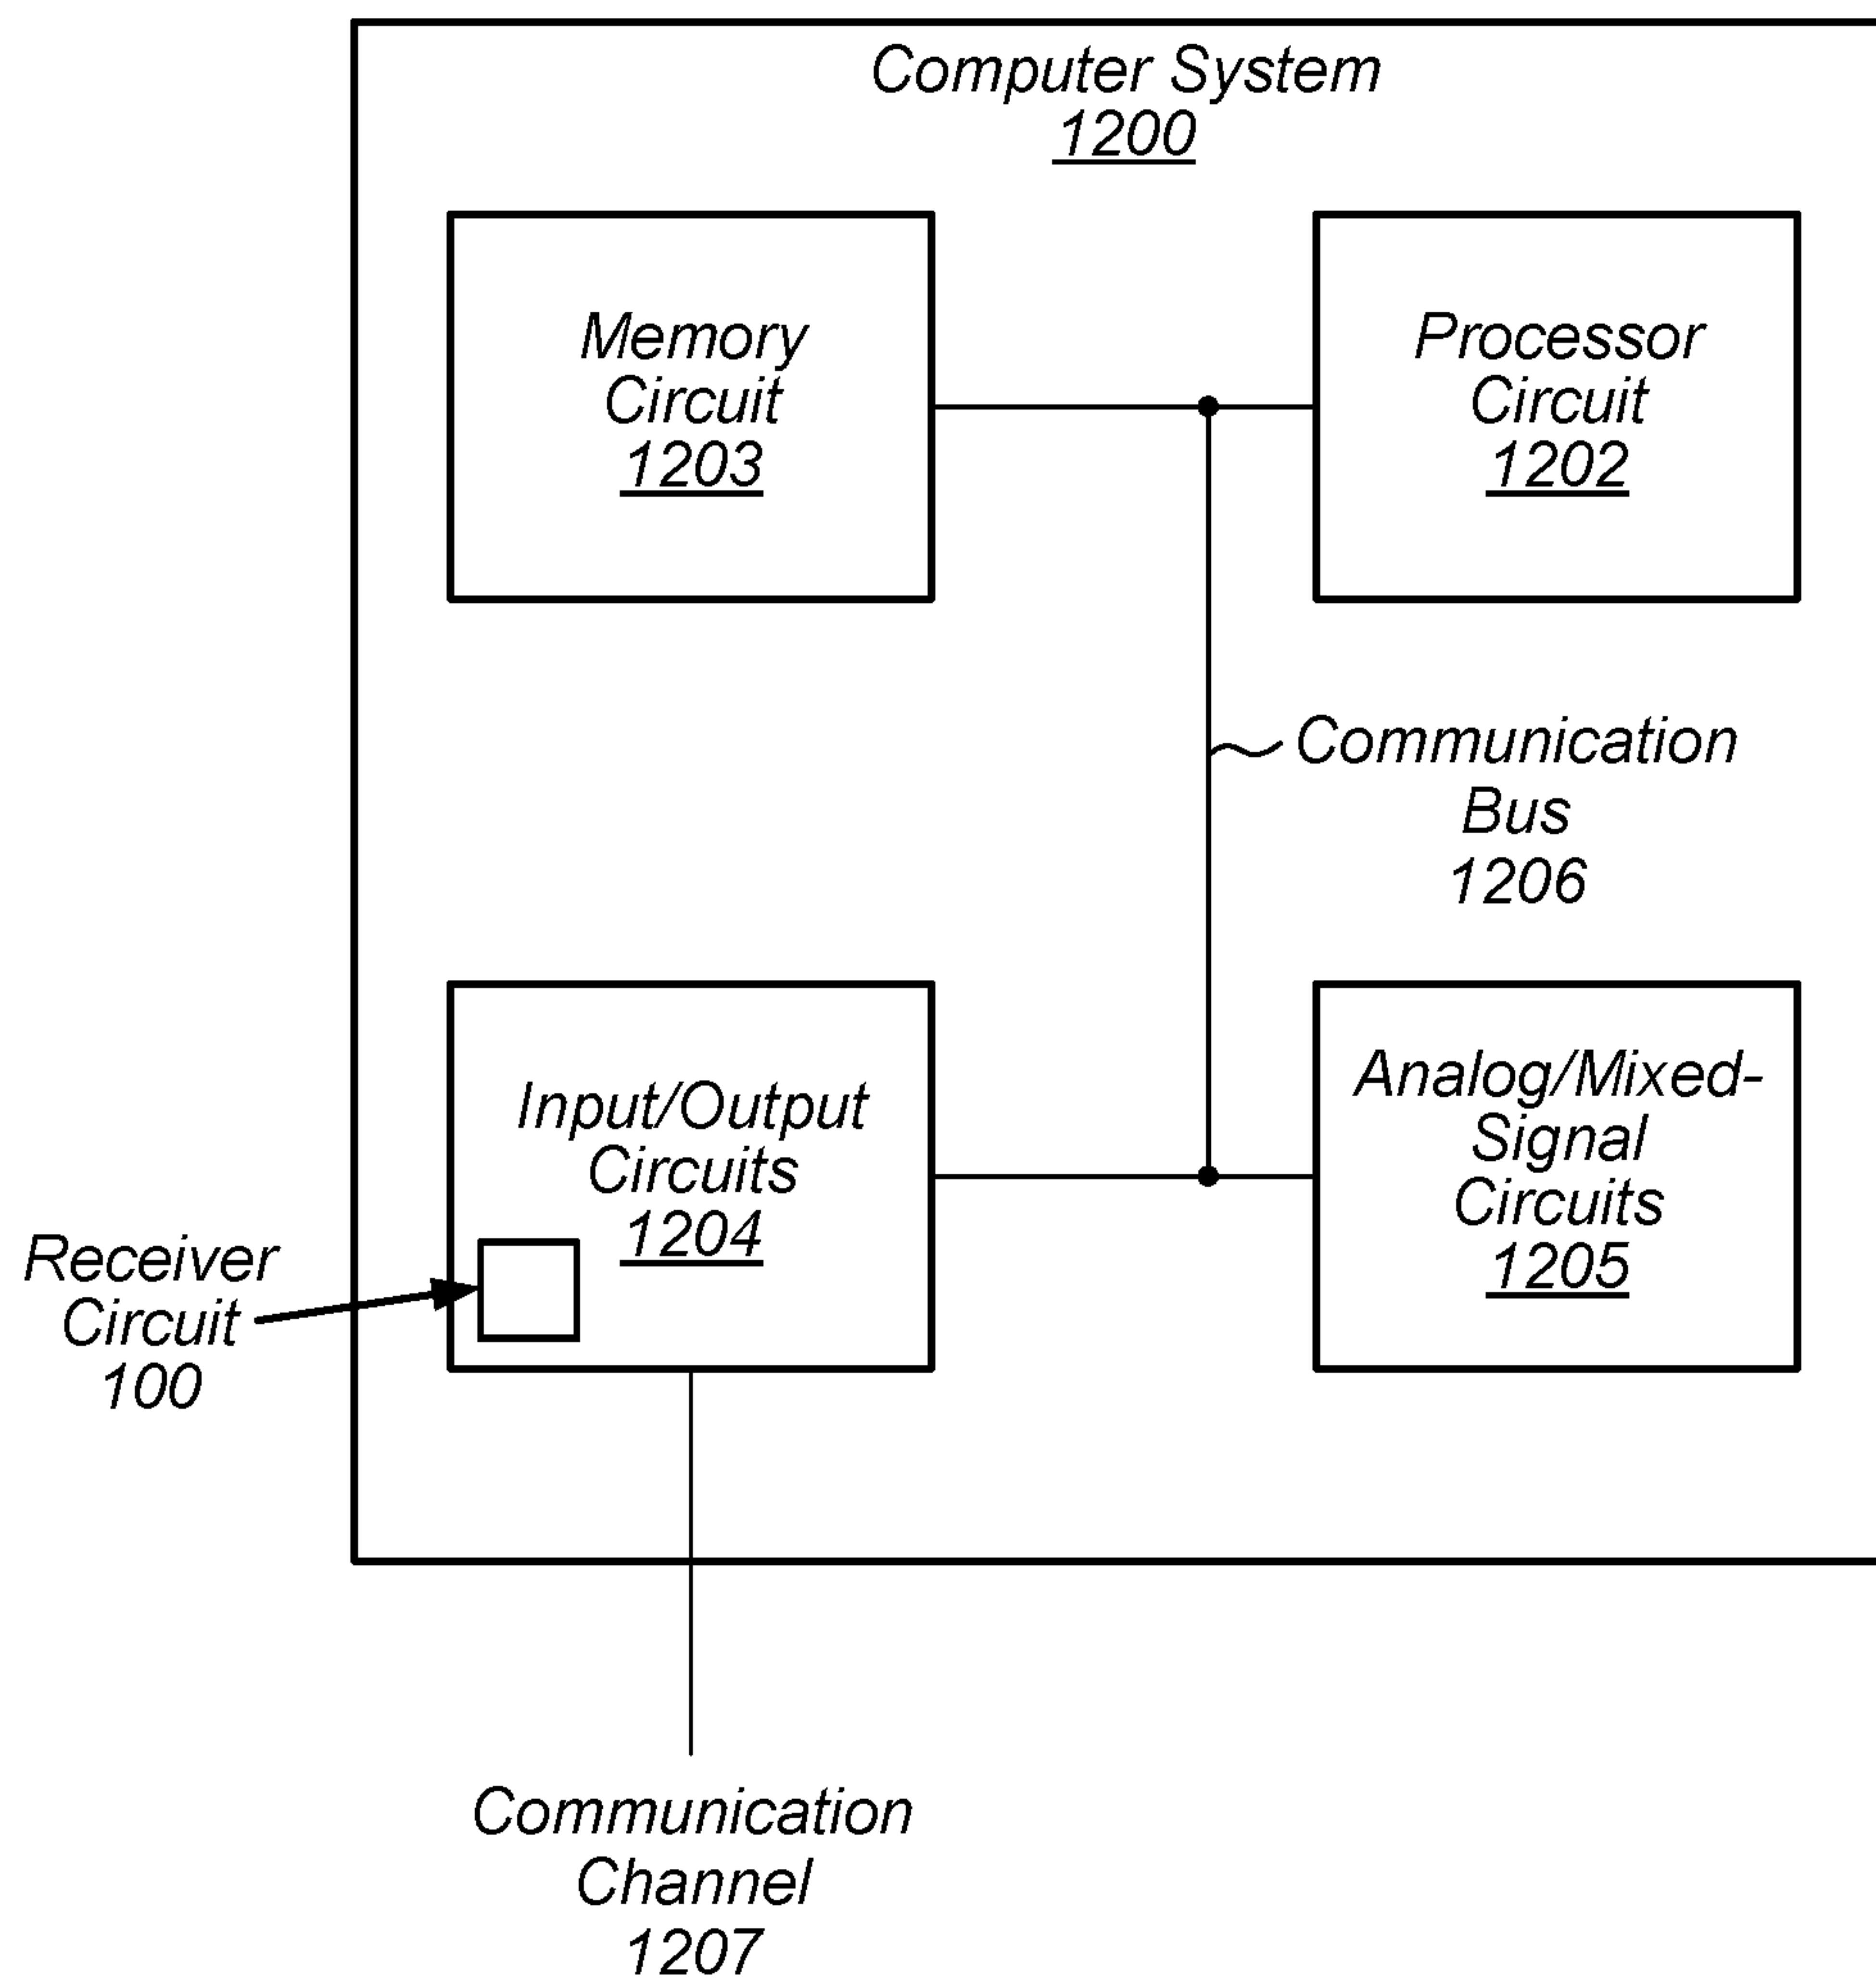 Computer System
1200
Memory
Circuit
1203
Processor
Circuit
1202
Communication
Bus
1206
Input/Output
Circuits
1204
Analog/Mixed-
Signal
Circuits
1205
Receiver
Circuit
100
Communication
Channel
1207